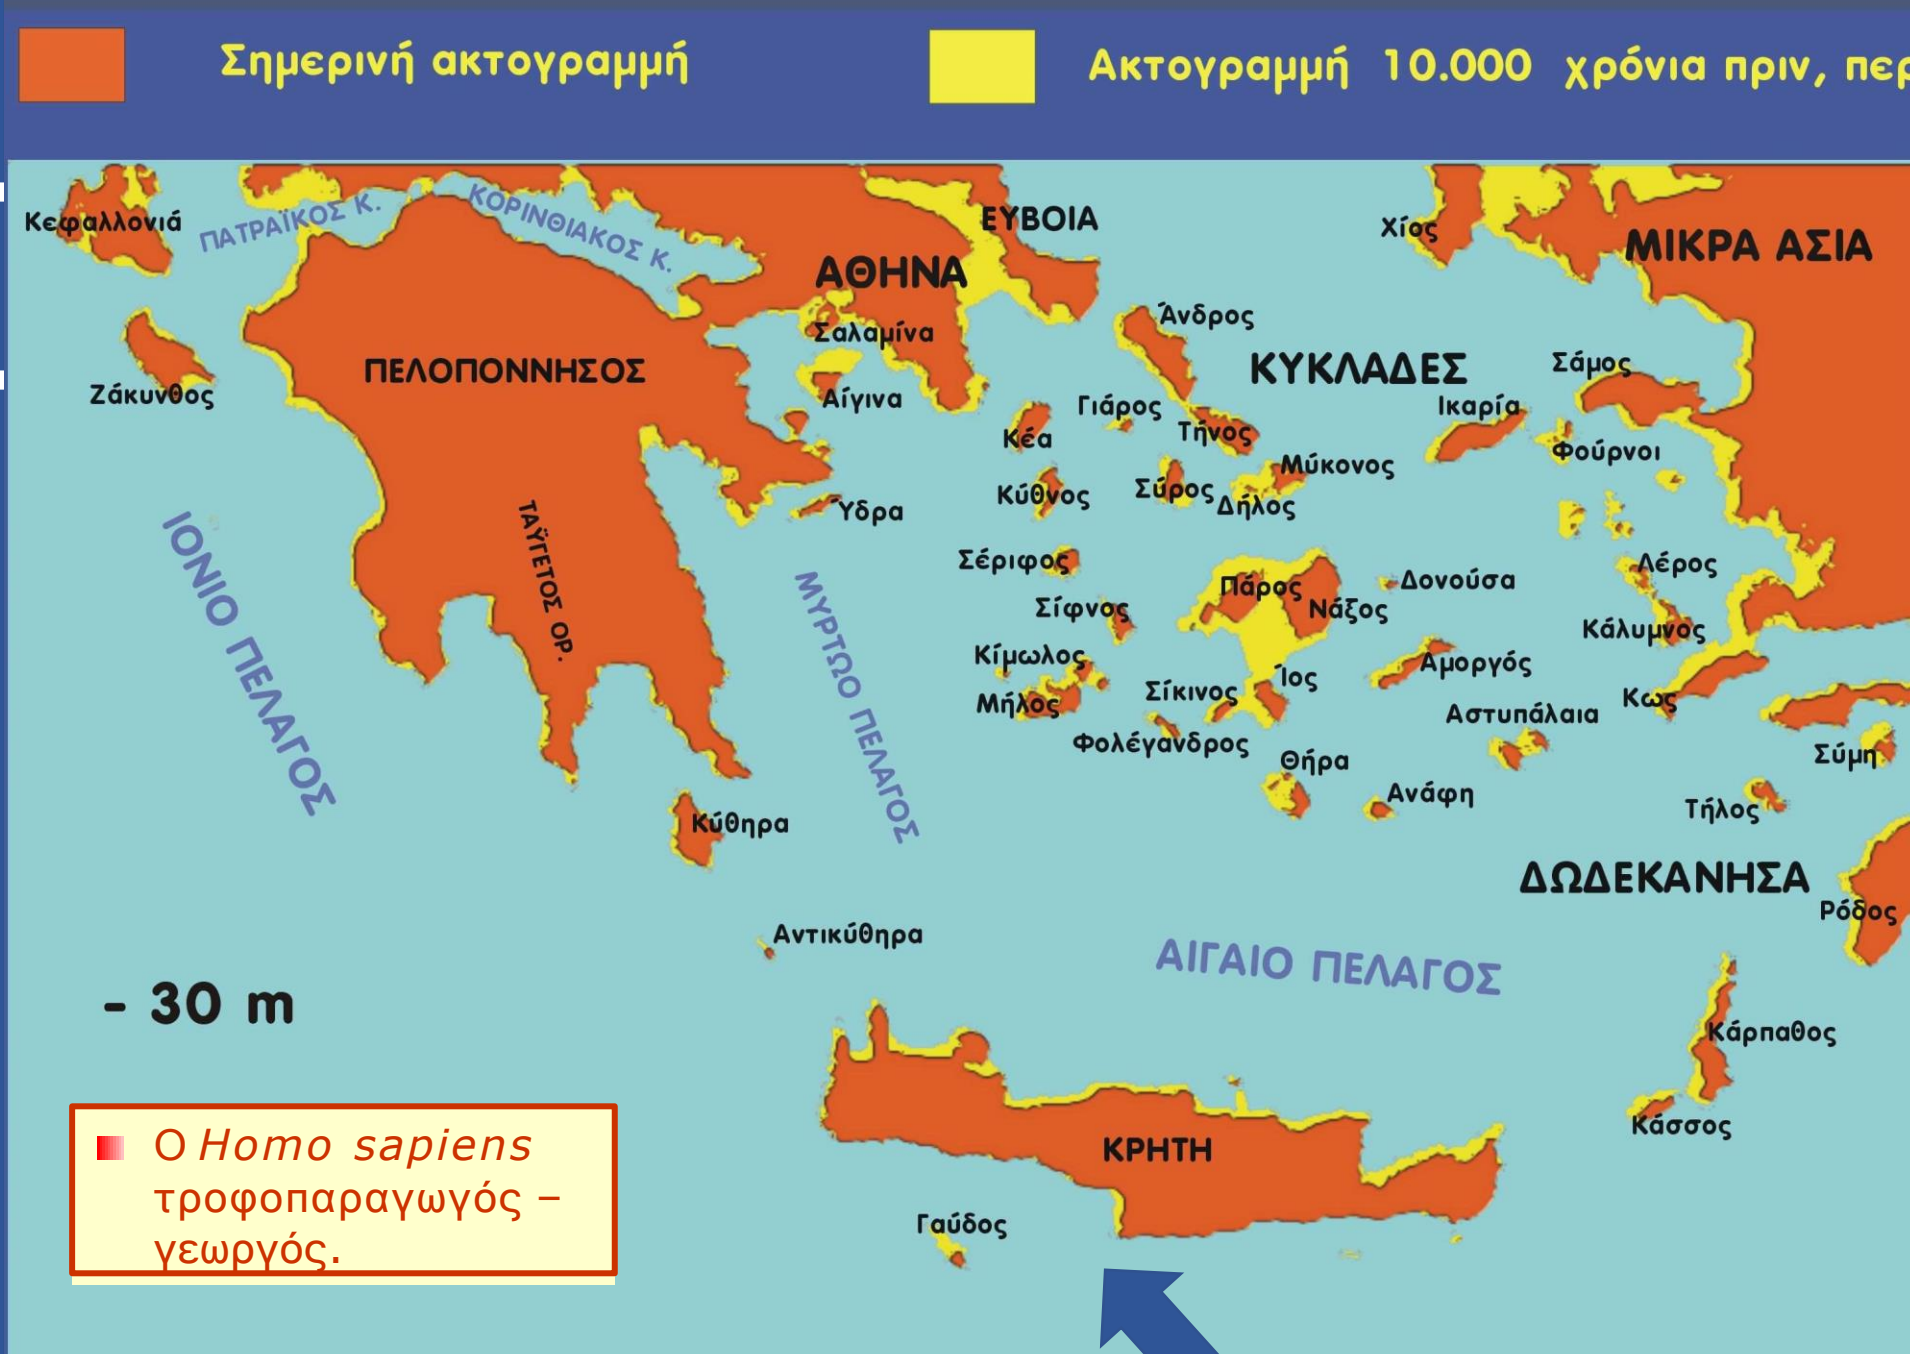 Σημερινή ακτογραμμή
Ακτογραμμή 10.000 χρόνια πριν,
Κεφαλλονιά
ΠΑΤΡΑΪΚΟΣ Κ.
ΚΟΡΙΝΘΙΑΚΟΣ Κ.
ΕΥΒΟΙΑ
Χίος
ΜΙΚΡΑ ΑΣΙΑ
ΑΘΗΝΑ
Άνδρος
Σαλαμίνα
ΠΕΛΟΠΟΝΝΗΣΟΣ
ΚΥΚΛΑΔΕΣ
Σάμος
Ζάκυνθος
Αίγινα
Γιάρος
Ικαρία
Κέα
Τήνος
Φούρνοι
Μύκονος
Κύθνος
Σύρος
Δήλος
Ύδρα
ΤΑΫΓΕΤΟΣ ΟΡ.
ΙΟΝΙΟ ΠΕΛΑΓΟΣ
ΜΥΡΤΩΟ ΠΕΛΑΓΟΣ
Σέριφος
Πάρος
Δονούσα
Λέρος
Σίφνος
Νάξος
Κάλυμνος
Κίμωλος
Αμοργός
Ίος
Σίκινος
Μήλος
Κως
Αστυπάλαια
Φολέγανδρος
Θήρα
Σύμη
Ανάφη
Τήλος
Κύθηρα
ΔΩΔΕΚΑΝΗΣΑ
Ρόδος
Αντικύθηρα
ΑΙΓΑΙΟ ΠΕΛΑΓΟΣ
- 30 m
Κάρπαθος
Κάσσος
ΚΡΗΤΗ
Γαύδος
Ο Homo sapiens
τροφοπαραγωγός –
γεωργός.